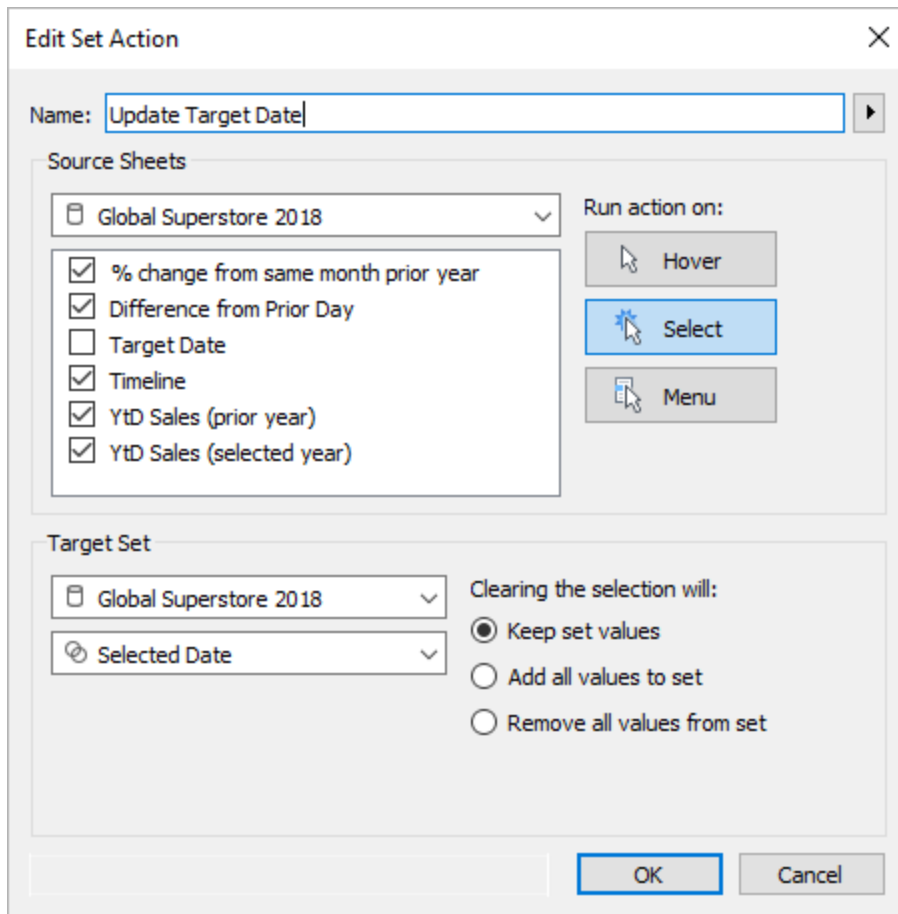 Edit Set Action
Name: Update Target Date
Source Sheets
Global Superstore 2018
% change from same month prior year
Difference from Prior Day
Target Date
Timeline
YtD Sales (prior year)
YtD Sales (selected year)
Run action on:
Hover
Select
Menu
Target Set
Global Superstore 2018
Selected Date
Clearing the selection will:
Keep set values
Add all values to set
Remove all values from set
OK Cancel